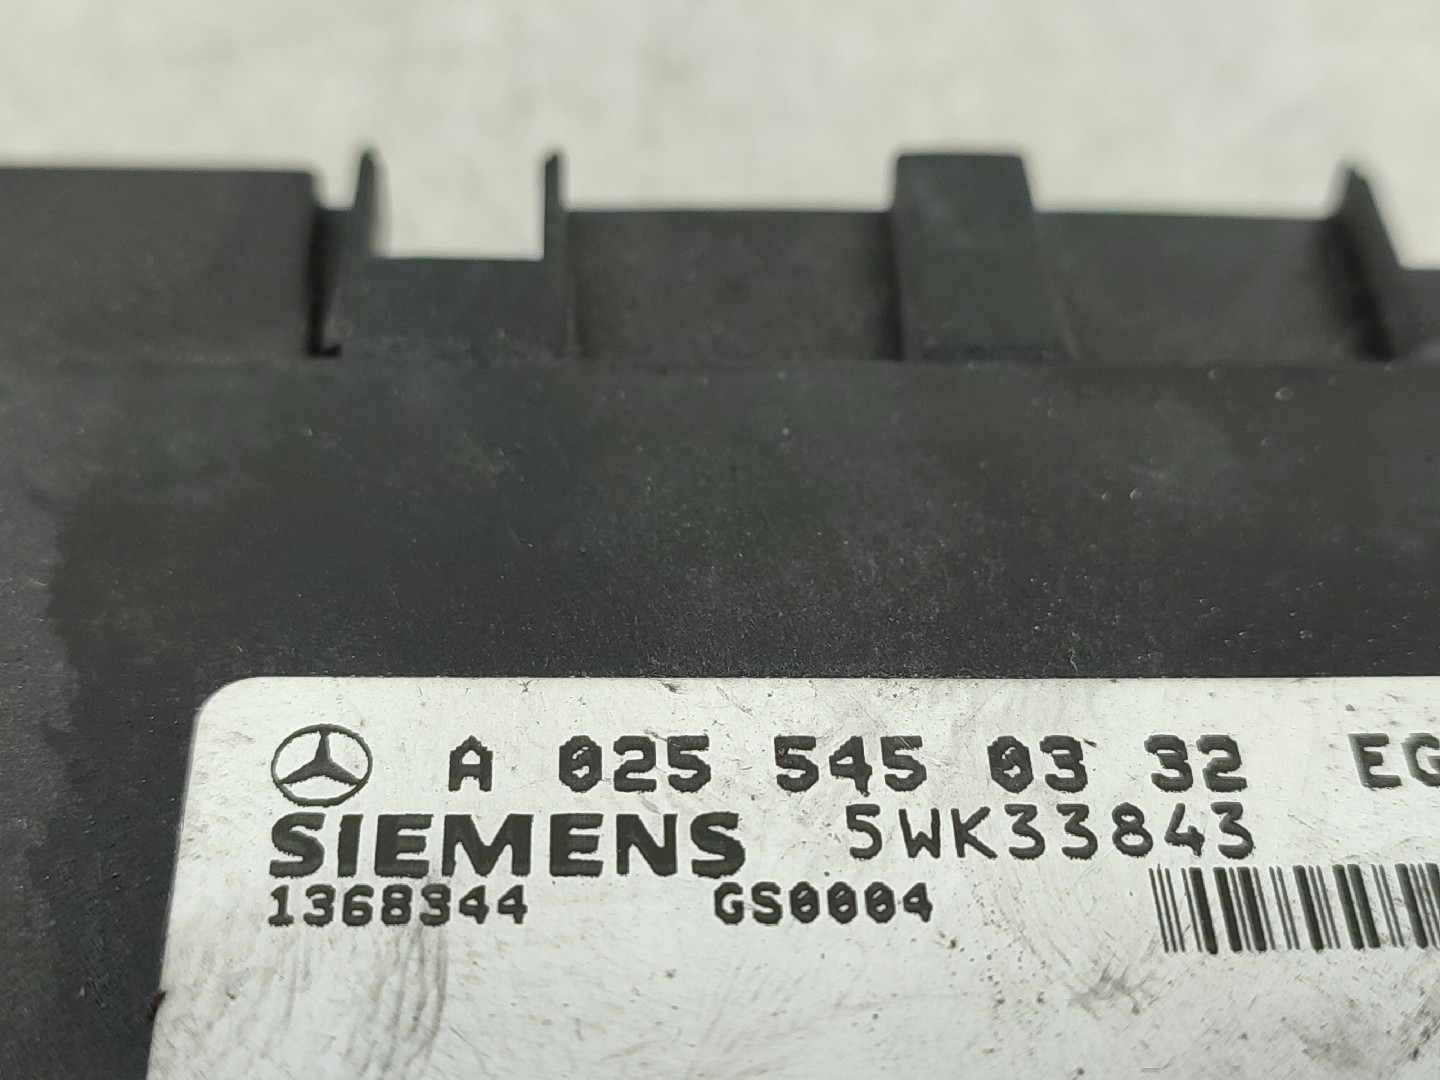 A 025 545 03 32 EG
SIEMENS 5WK33843
1368344 GS0004